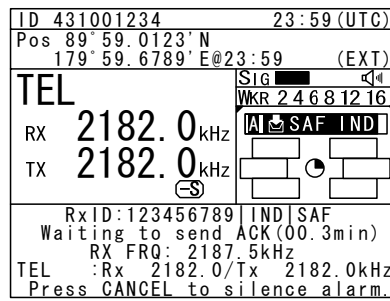 ID 431001234 23:59(UTC)
Pos 89°59.0123'N
179°59.6789'E@23:59 (EXT)
TEL
SIG
WKR 2 4 6 8 12 16
A SAF IND
RX 2182.0kHz
TX 2182.0kHz
-S
RxID:123456789|IND|SAF
Waiting to send ACK(00.3min)
RX FRQ: 2187.5kHz
TEL :Rx 2182.0/Tx 2182.0kHz
Press CANCEL to silence alarm.